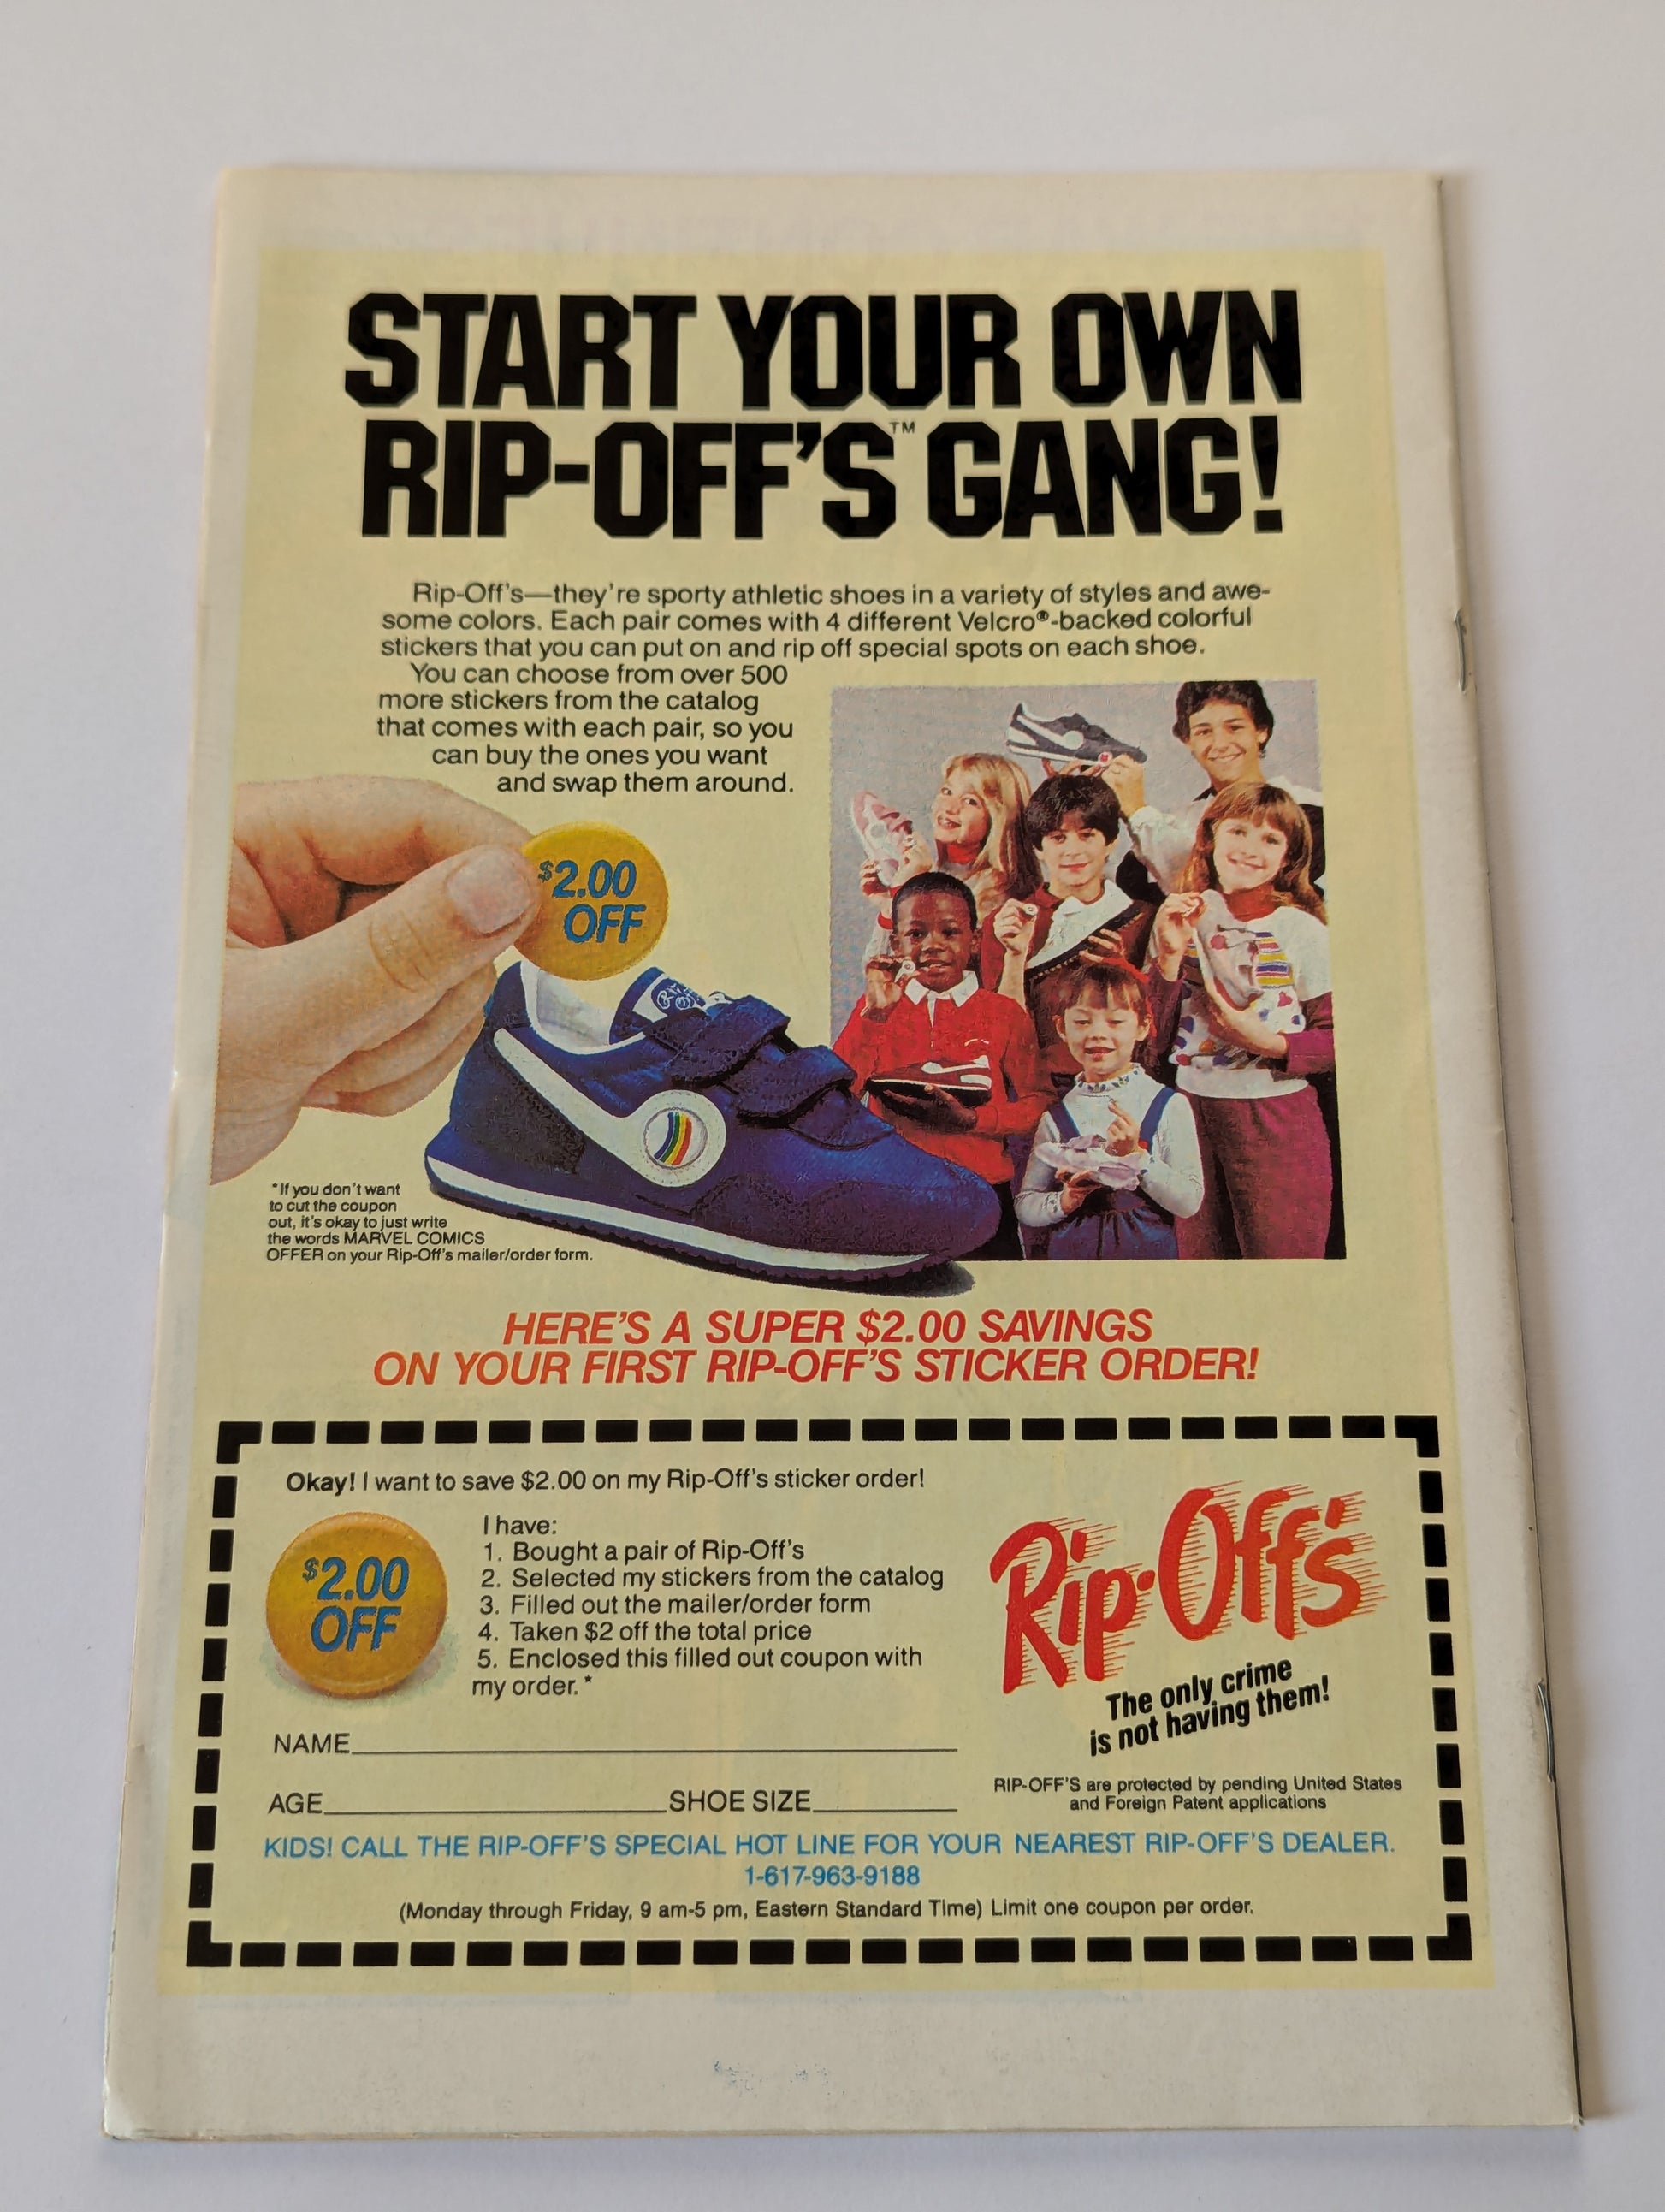 START YOUR OWN
RIP-OFF'S™ GANG!
Rip-Off's—they're sporty athletic shoes in a variety of styles and awe-
some colors. Each pair comes with 4 different Velcro®-backed colorful
stickers that you can put on and rip off special spots on each shoe.
You can choose from over 500
more stickers from the catalog
that comes with each pair, so you
can buy the ones you want
and swap them around.
$2.00
OFF
*If you don't want
to cut the coupon
out, it's okay to just write
the words MARVEL COMICS
OFFER on your Rip-Off's mailer/order form.
HERE'S A SUPER $2.00 SAVINGS
ON YOUR FIRST RIP-OFF'S STICKER ORDER!
Okay! I want to save $2.00 on my Rip-Off's sticker order!
$2.00
OFF
I have:
1. Bought a pair of Rip-Off's
2. Selected my stickers from the catalog
3. Filled out the mailer/order form
4. Taken $2 off the total price
5. Enclosed this filled out coupon with
my order.*
Rip-Off's
The only crime
is not having them!
NAME
AGE SHOE SIZE
RIP-OFF'S are protected by pending United States
and Foreign Patent applications
KIDS! CALL THE RIP-OFF'S SPECIAL HOT LINE FOR YOUR NEAREST RIP-OFF'S DEALER.
1-617-963-9188
(Monday through Friday, 9 am-5 pm, Eastern Standard Time) Limit one coupon per order.